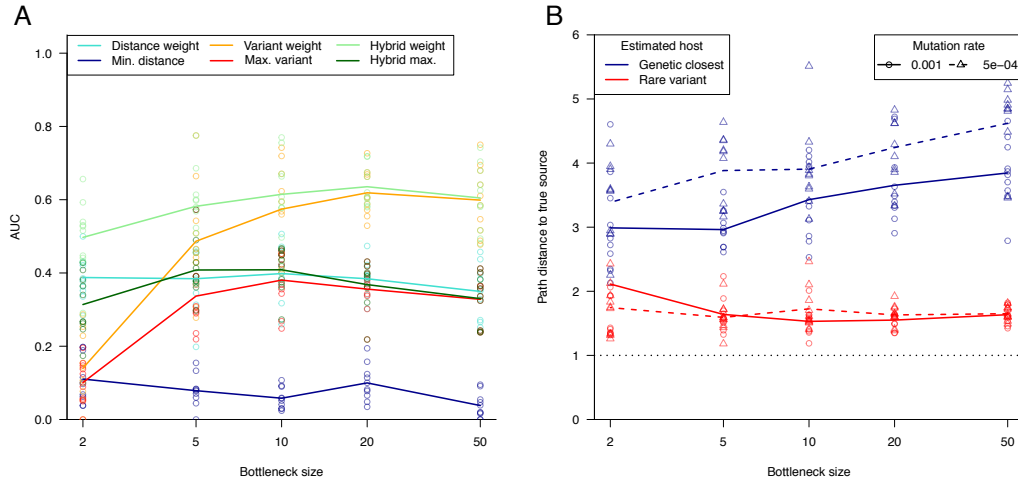 A
Distance weight Variant weight Hybrid weight
Min. distance Max. variant Hybrid max.
AUC
1.0
0.8
0.6
0.4
0.2
0.0
2 5 10 20 50
Bottleneck size
B
Estimated host
Genetic closest
Rare variant
Mutation rate
0.001 5e−04
Path distance to true source
6
5
4
3
2
1
0
2 5 10 20 50
Bottleneck size